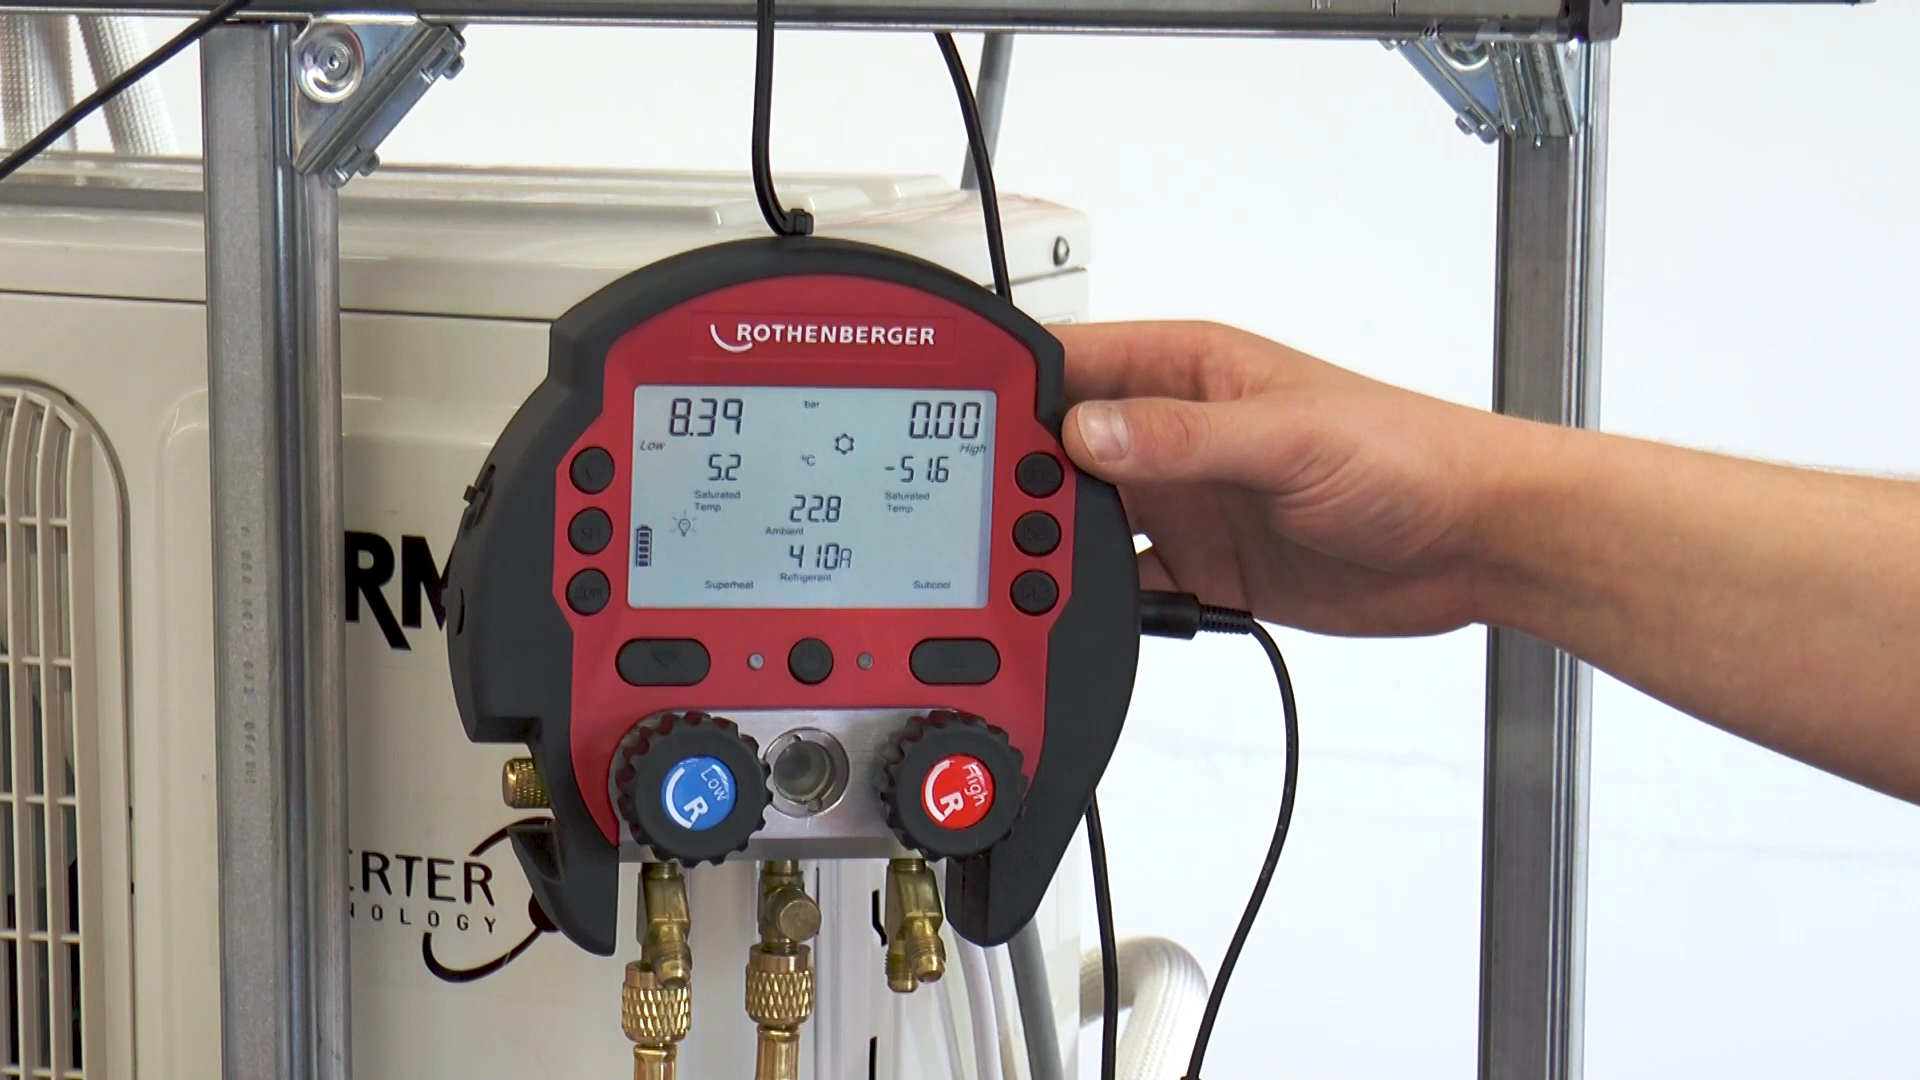 ROTHENBERGER
8.39 bar 0.00
Low High
5.2 °C -51.6
Saturated Temp. Saturated Temp.
22.8
Ambient
410A
Refrigerant
Superheat Subcool
Low R
High R
RM
ERTER
NOLOGY